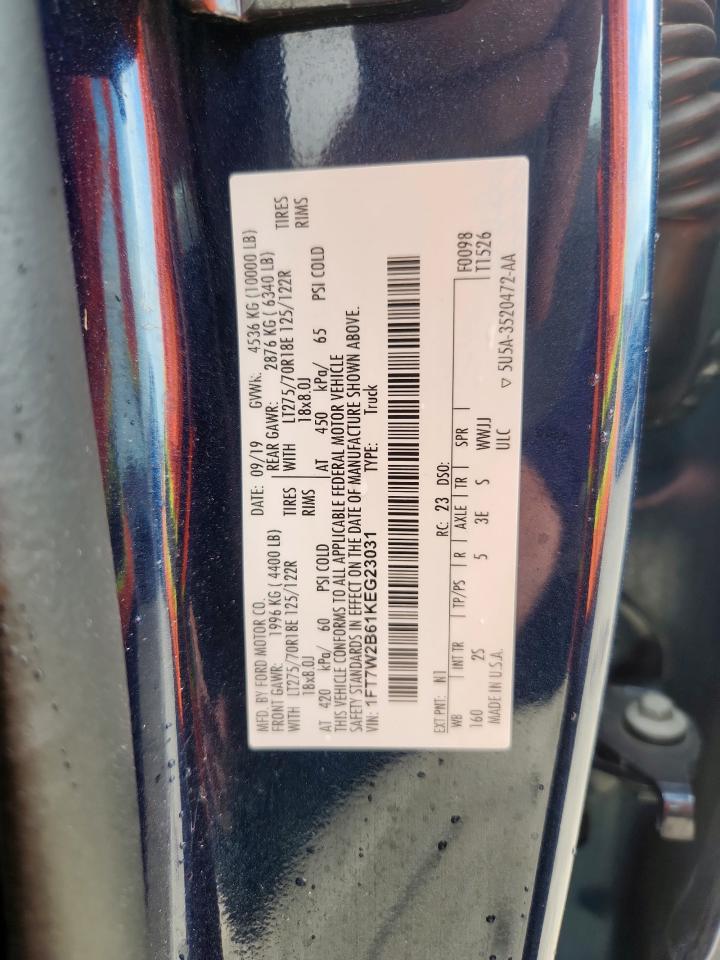 MFD. BY FORD MOTOR CO. DATE: 09/19 GVWR: 4536 KG (10000 LB)
FRONT GAWR: 1996 KG ( 4400 LB) REAR GAWR: 2876 KG ( 6340 LB)
WITH LT275/70R18E 125/122R TIRES WITH LT275/70R18E 125/122R TIRES
18x8.0J RIMS 18x8.0J RIMS
AT 420 kPa/ 60 PSI COLD AT 450 kPa/ 65 PSI COLD
THIS VEHICLE CONFORMS TO ALL APPLICABLE FEDERAL MOTOR VEHICLE
SAFETY STANDARDS IN EFFECT ON THE DATE OF MANUFACTURE SHOWN ABOVE.
VIN: 1FT7W2B61KEG23031 TYPE: Truck
F0098
T1526
EXT PNT: N1 RC: 23 DSO:
WB INT TR TP/PS R AXLE TR SPR
160 2S 5 3E S WWJJ
MADE IN U.S.A. ULC ▽ 5U5A-3520472-AA